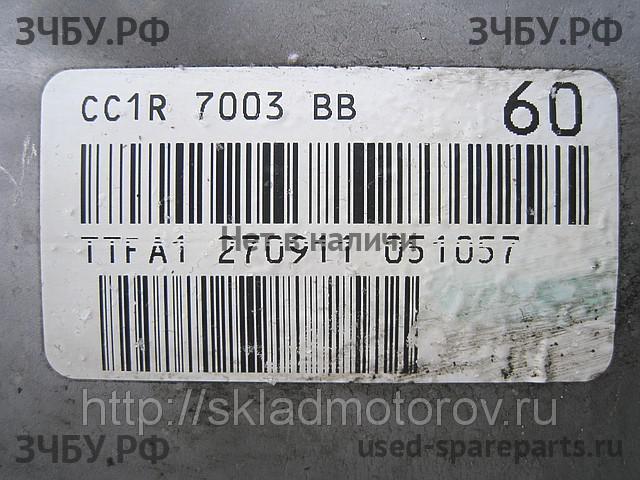 ЗЧБУ.РФ ЗЧБУ.РФ
CC1R 7003 BB 60
Нет в наличии
TTFA1 270911 051057
http://skladmotorov.ru
ЗЧБУ.РФ used-spareparts.ru